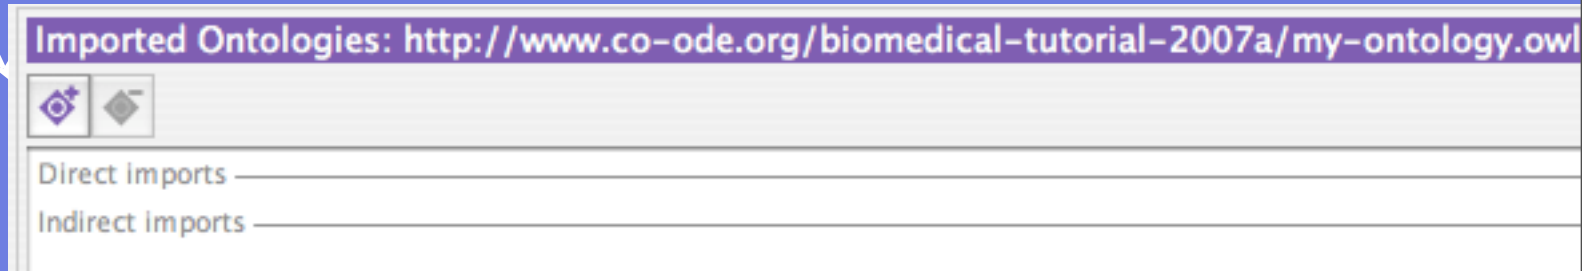 Imported Ontologies: http://www.co-ode.org/biomedical-tutorial-2007a/my-ontology.owl
Direct imports
Indirect imports